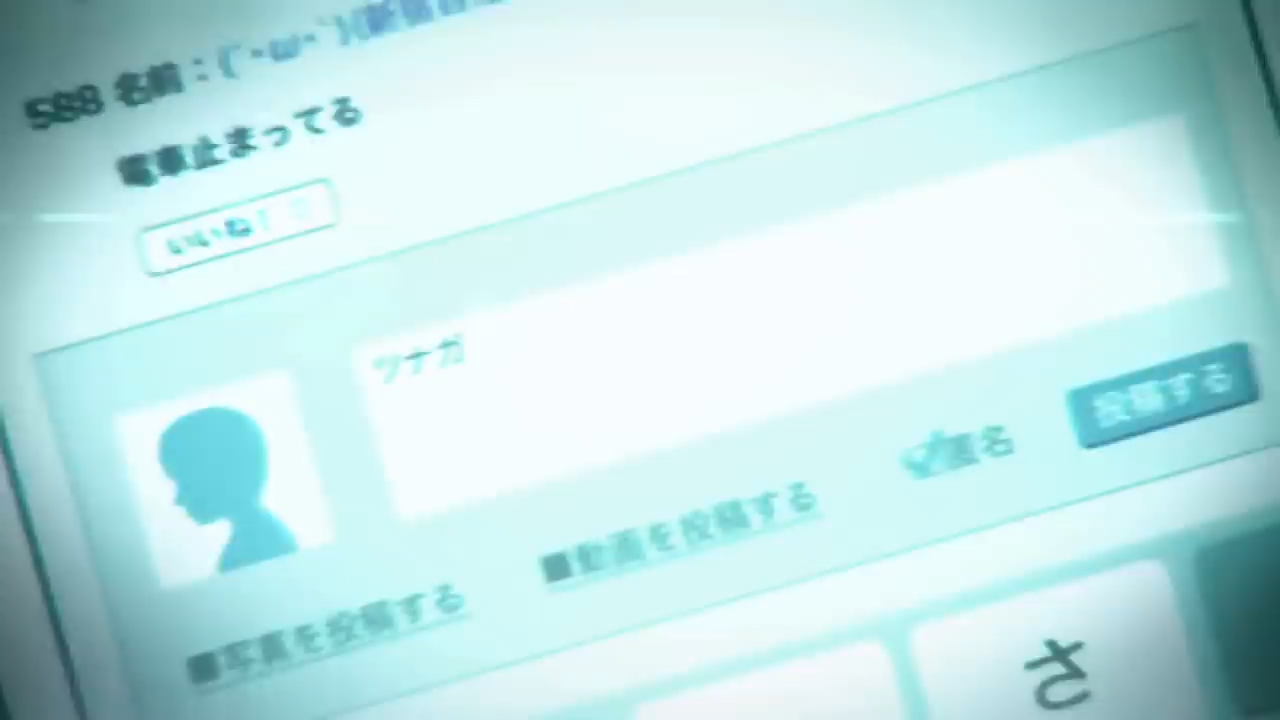 588 名前：(´・ω・`)
電車止まってる
いいね！
ツナガ
匿名
投稿する
■動画を投稿する
■写真を投稿する
さ